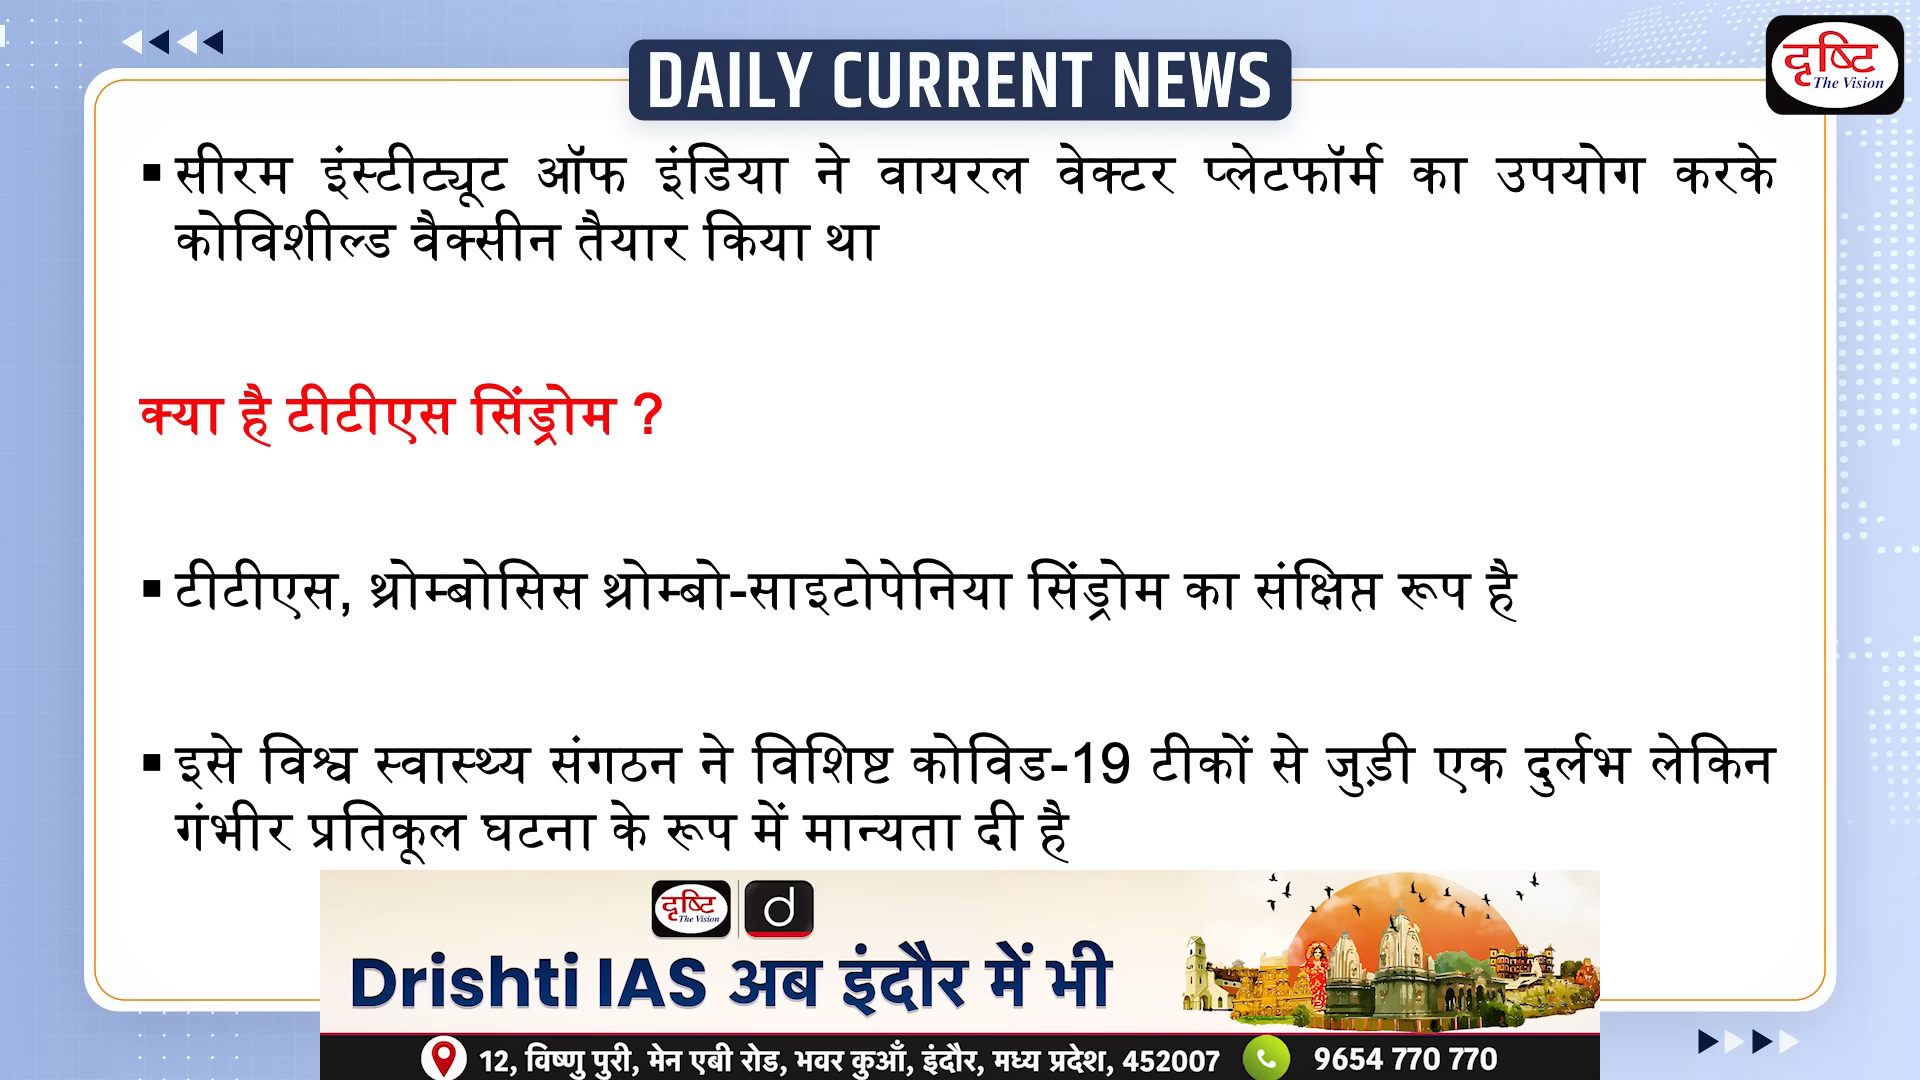 DAILY CURRENT NEWS
दृष्टि
The Vision
▪ सीरम इंस्टीट्यूट ऑफ इंडिया ने वायरल वेक्टर प्लेटफॉर्म का उपयोग करके
कोविशील्ड वैक्सीन तैयार किया था
क्या है टीटीएस सिंड्रोम ?
▪ टीटीएस, थ्रोम्बोसिस थ्रोम्बो-साइटोपेनिया सिंड्रोम का संक्षिप्त रूप है
▪ इसे विश्व स्वास्थ्य संगठन ने विशिष्ट कोविड-19 टीकों से जुड़ी एक दुर्लभ लेकिन
गंभीर प्रतिकूल घटना के रूप में मान्यता दी है
दृष्टि
The Vision
d
Drishti IAS अब इंदौर में भी
12, विष्णु पुरी, मेन एबी रोड, भवर कुआँ, इंदौर, मध्य प्रदेश, 452007 9654 770 770